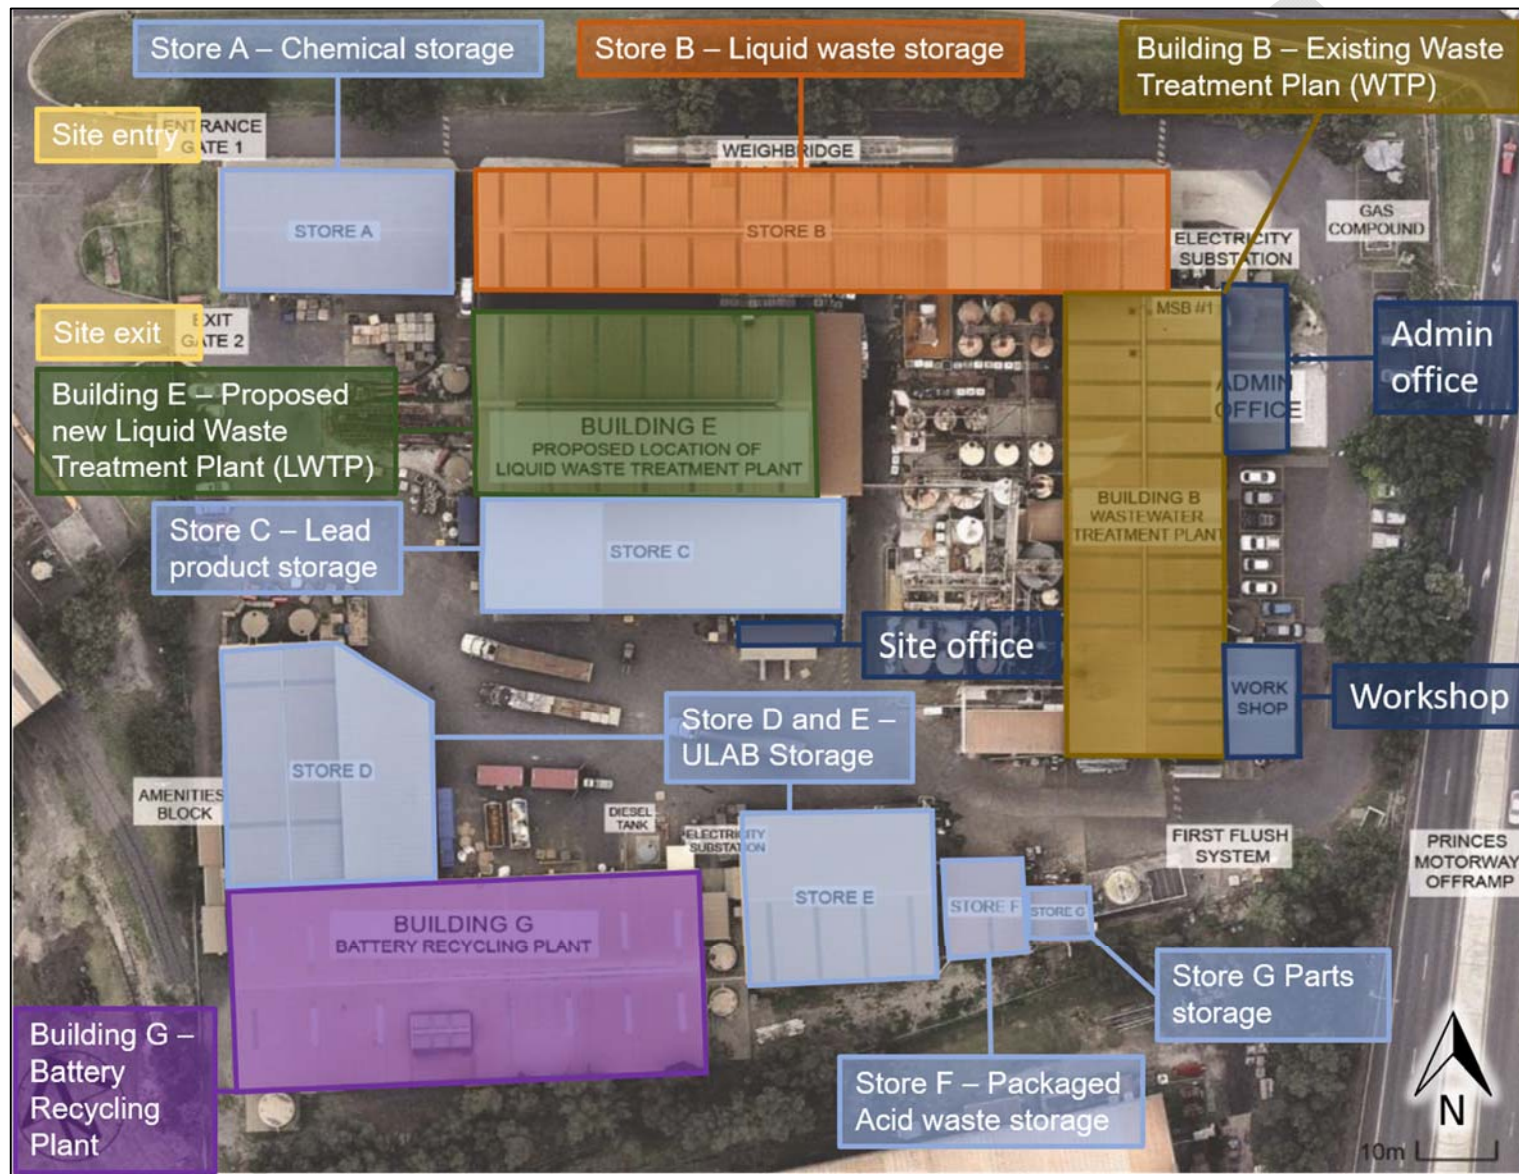 Store A – Chemical storage
Store B – Liquid waste storage
Building B – Existing Waste
Treatment Plan (WTP)
Site entry
ENTRANCE
GATE 1
WEIGHBRIDGE
GAS
COMPOUND
STORE A
STORE B
ELECTRICITY
SUBSTATION
MSB #1
Site exit
EXIT
GATE 2
Admin
office
ADMIN
OFFICE
Building E – Proposed
new Liquid Waste
Treatment Plant (LWTP)
BUILDING E
PROPOSED LOCATION OF
LIQUID WASTE TREATMENT PLANT
BUILDING B
WASTEWATER
TREATMENT PLANT
Store C – Lead
product storage
STORE C
Site office
WORK
SHOP
Workshop
Store D and E –
ULAB Storage
STORE D
AMENITIES
BLOCK
DIESEL
TANK
ELECTRICITY
SUBSTATION
FIRST FLUSH
SYSTEM
PRINCES
MOTORWAY
OFFRAMP
STORE E
STORE F
STORE G
BUILDING G
BATTERY RECYCLING PLANT
Store G Parts
storage
Building G –
Battery
Recycling
Plant
Store F – Packaged
Acid waste storage
N
10m